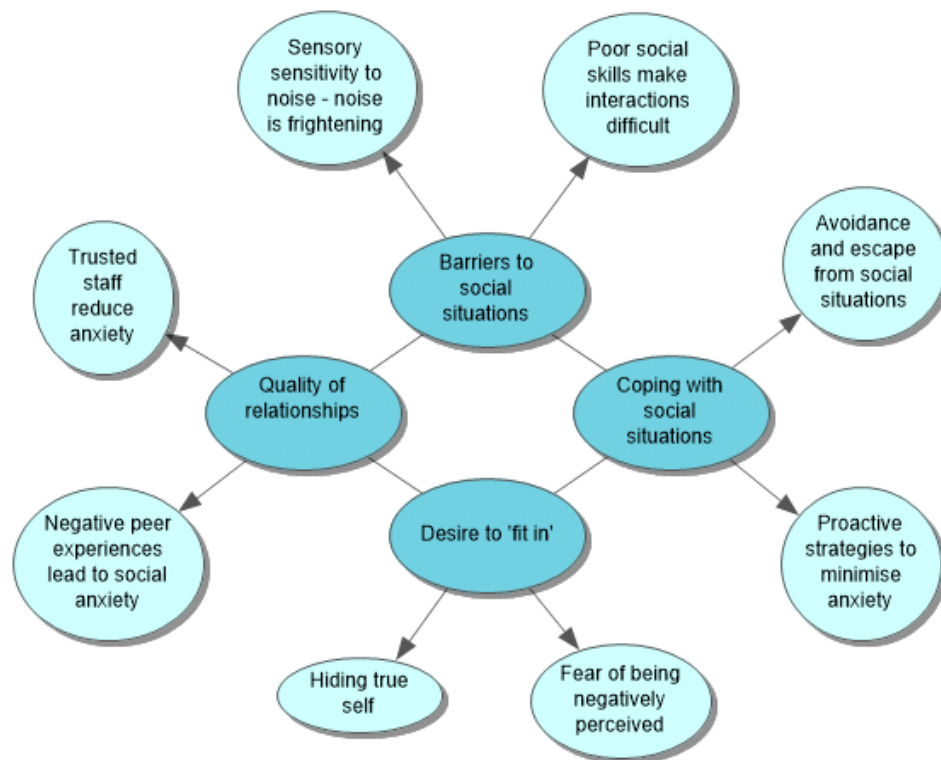 Sensory
sensitivity to
noise - noise
is frightening
Poor social
skills make
interactions
difficult
Trusted
staff
reduce
anxiety
Barriers to
social
situations
Avoidance
and escape
from social
situations
Quality of
relationships
Coping with
social
situations
Negative peer
experiences
lead to social
anxiety
Desire to 'fit in'
Proactive
strategies to
minimise
anxiety
Hiding true
self
Fear of being
negatively
perceived